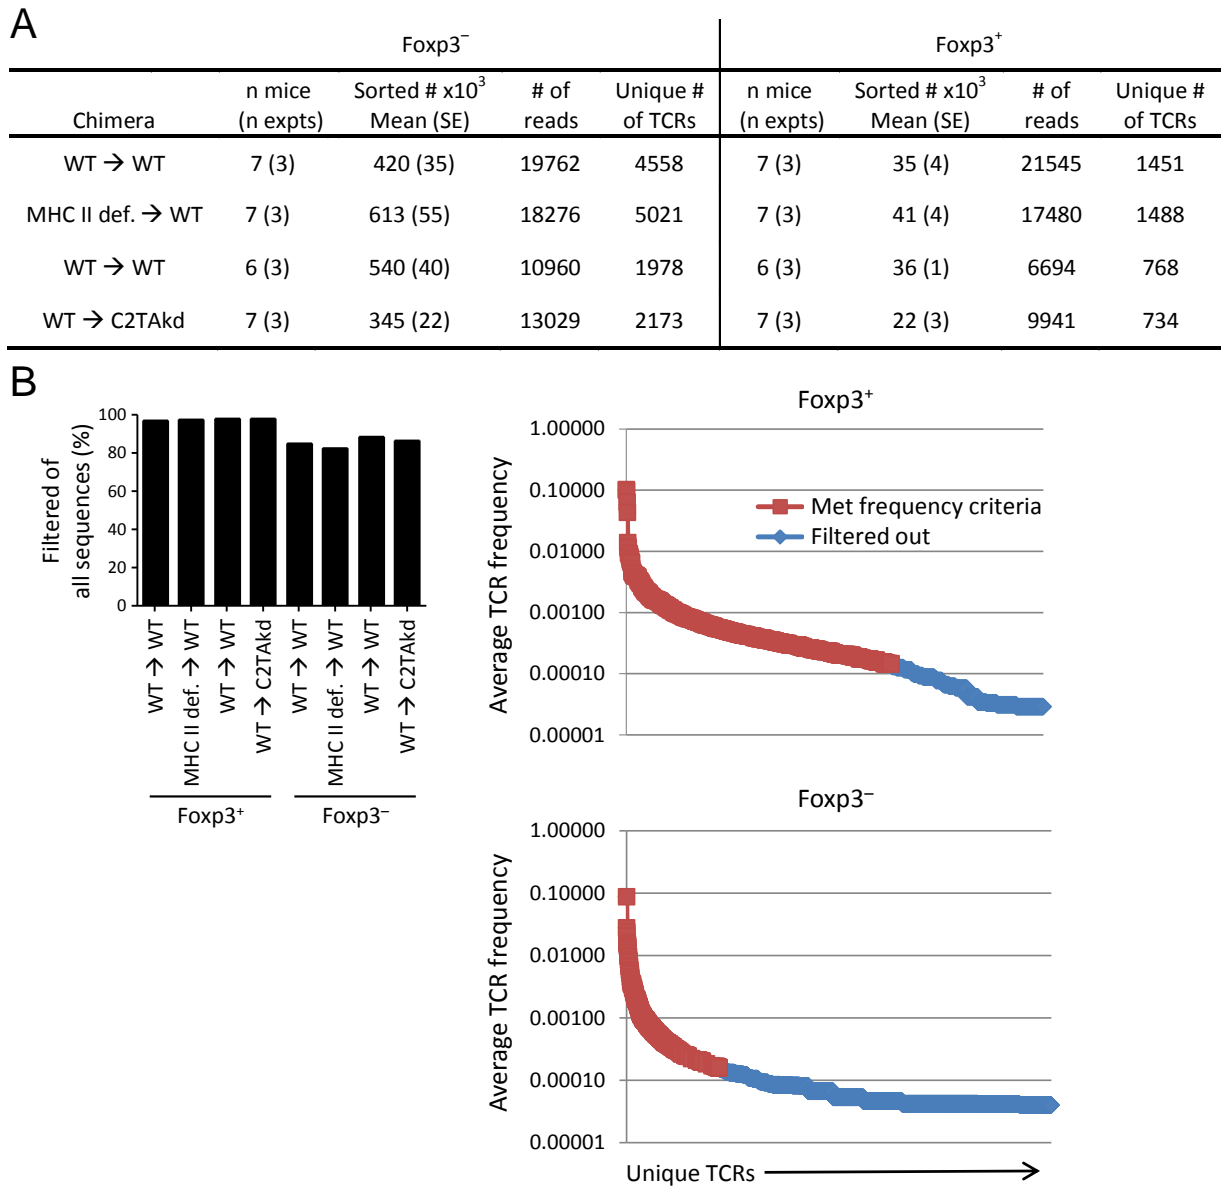 A
Foxp3⁻ Foxp3⁺
n mice Sorted # x10³ # of Unique # n mice Sorted # x10³ # of Unique #
Chimera (n expts) Mean (SE) reads of TCRs (n expts) Mean (SE) reads of TCRs
WT → WT 7 (3) 420 (35) 19762 4558 7 (3) 35 (4) 21545 1451
MHC II def. → WT 7 (3) 613 (55) 18276 5021 7 (3) 41 (4) 17480 1488
WT → WT 6 (3) 540 (40) 10960 1978 6 (3) 36 (1) 6694 768
WT → C2TAkd 7 (3) 345 (22) 13029 2173 7 (3) 22 (3) 9941 734
B
Filtered of
all sequences (%)
100
80
60
40
20
0
WT → WT
MHC II def. → WT
WT → WT
WT → C2TAkd
WT → WT
MHC II def. → WT
WT → WT
WT → C2TAkd
Foxp3⁺ Foxp3⁻
Foxp3⁺
Average TCR frequency
1.00000
0.10000
0.01000
0.00100
0.00010
0.00001
Met frequency criteria
Filtered out
Foxp3⁻
Average TCR frequency
1.00000
0.10000
0.01000
0.00100
0.00010
0.00001
Unique TCRs